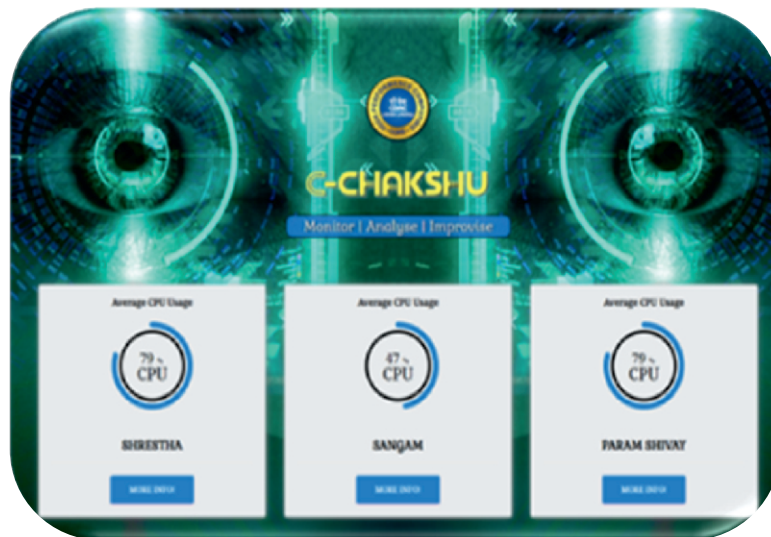 C-CHAKSHU
Monitor | Analyse | Improvise
Average CPU Usage
79 %
CPU
SHRESTHA
MORE INFO!
Average CPU Usage
47 %
CPU
SANGAM
MORE INFO!
Average CPU Usage
79 %
CPU
PARAM SHIVAY
MORE INFO!